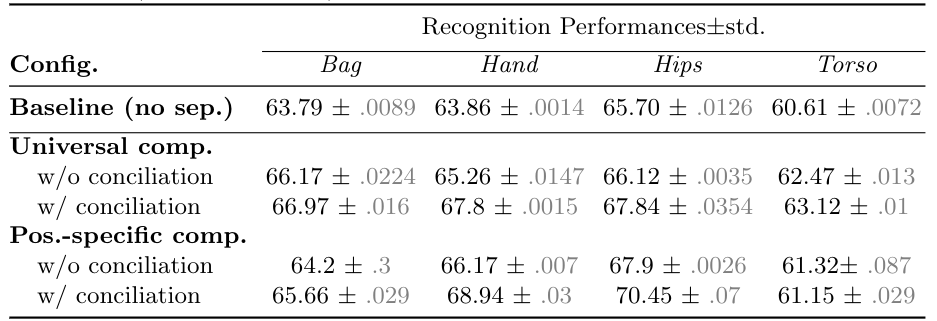 Recognition Performances±std.
Config. Bag Hand Hips Torso
Baseline (no sep.) 63.79 ± .0089 63.86 ± .0014 65.70 ± .0126 60.61 ± .0072
Universal comp.
w/o conciliation 66.17 ± .0224 65.26 ± .0147 66.12 ± .0035 62.47 ± .013
w/ conciliation 66.97 ± .016 67.8 ± .0015 67.84 ± .0354 63.12 ± .01
Pos.-specific comp.
w/o conciliation 64.2 ± .3 66.17 ± .007 67.9 ± .0026 61.32± .087
w/ conciliation 65.66 ± .029 68.94 ± .03 70.45 ± .07 61.15 ± .029